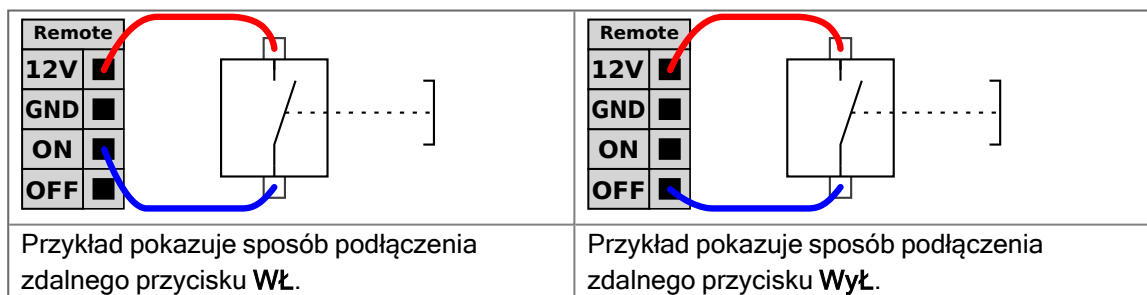 Remote
12V
GND
ON
OFF
Remote
12V
GND
ON
OFF
Przykład pokazuje sposób podłączenia
zdalnego przycisku WŁ.
Przykład pokazuje sposób podłączenia
zdalnego przycisku WyŁ.